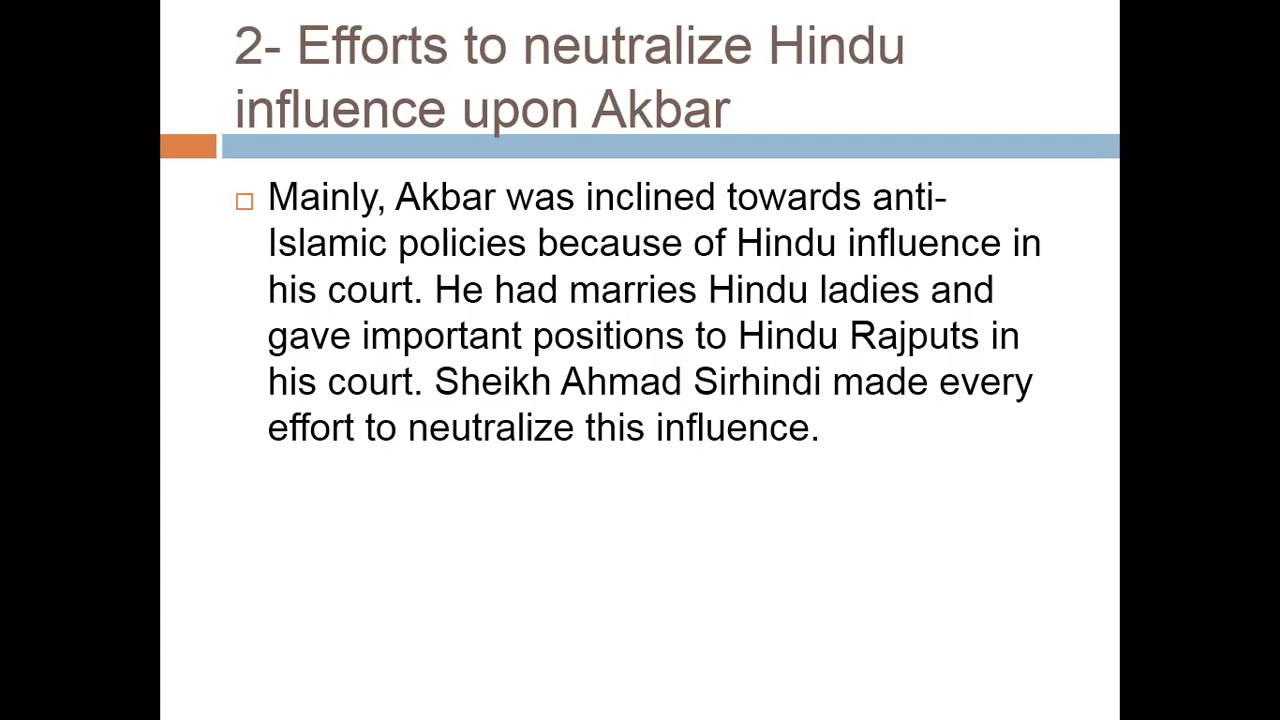 2- Efforts to neutralize Hindu
influence upon Akbar
Mainly, Akbar was inclined towards anti-
Islamic policies because of Hindu influence in
his court. He had marries Hindu ladies and
gave important positions to Hindu Rajputs in
his court. Sheikh Ahmad Sirhindi made every
effort to neutralize this influence.